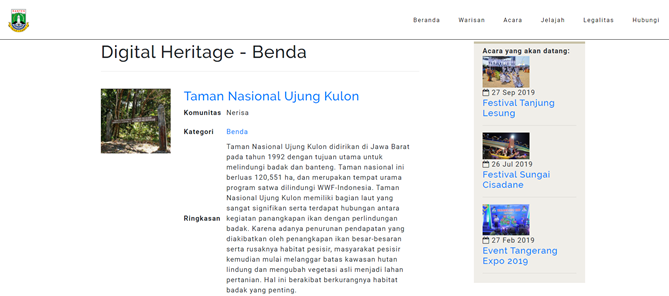 Beranda Warisan Acara Jelajah Legalitas Hubungi
Digital Heritage - Benda
Taman Nasional Ujung Kulon
Komunitas Nerisa
Kategori Benda
Ringkasan
Taman Nasional Ujung Kulon didirikan di Jawa Barat
pada tahun 1992 dengan tujuan utama untuk
melindungi badak dan banteng. Taman nasional ini
berluas 120,551 ha, dan merupakan tempat urama
program satwa dilindungi WWF-Indonesia. Taman
Nasional Ujung Kulon memiliki bagian laut yang
sangat signifikan serta terdapat hubungan antara
kegiatan panangkapan ikan dengan perlindungan
badak. Karena adanya penurunan pendapatan yang
diakibatkan oleh penangkapan ikan besar-besaran
serta rusaknya habitat pesisir, masyarakat pesisir
kemudian mulai melanggar batas kawasan hutan
lindung dan mengubah vegetasi asli menjadi lahan
pertanian. Hal ini berakibat berkurangnya habitat
badak yang penting.
Acara yang akan datang:
27 Sep 2019
Festival Tanjung
Lesung
26 Jul 2019
Festival Sungai
Cisadane
27 Feb 2019
Event Tangerang
Expo 2019